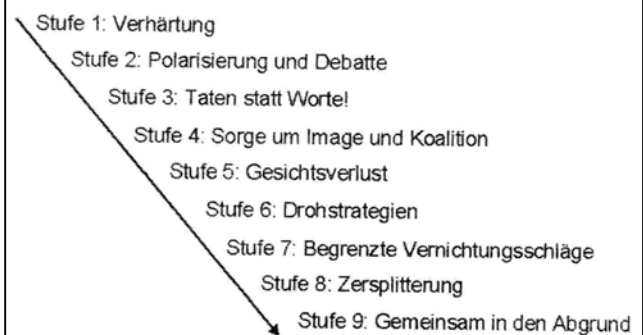 Stufe 1: Verhärtung
Stufe 2: Polarisierung und Debatte
Stufe 3: Taten statt Worte!
Stufe 4: Sorge um Image und Koalition
Stufe 5: Gesichtsverlust
Stufe 6: Drohstrategien
Stufe 7: Begrenzte Vernichtungsschläge
Stufe 8: Zersplitterung
Stufe 9: Gemeinsam in den Abgrund